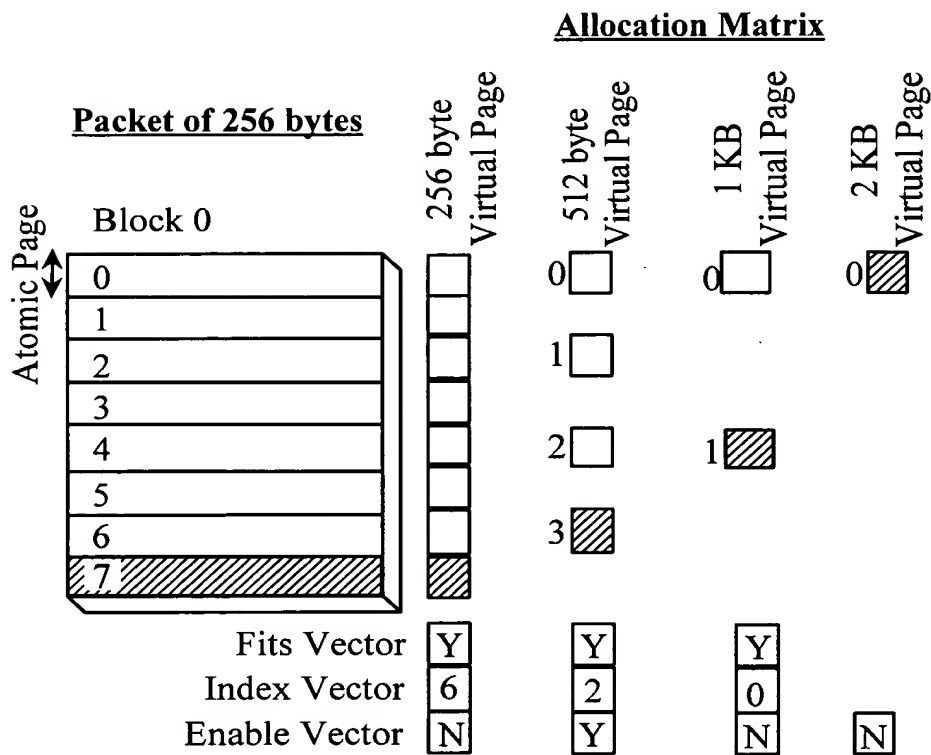 Allocation Matrix
Packet of 256 bytes
256 byte
Virtual Page
512 byte
Virtual Page
1 KB
Virtual Page
2 KB
Virtual Page
Block 0
Atomic Page
0
1
2
3
4
5
6
7
0
1
2
3
0
1
0
Fits Vector Y Y Y
Index Vector 6 2 0
Enable Vector N Y N N